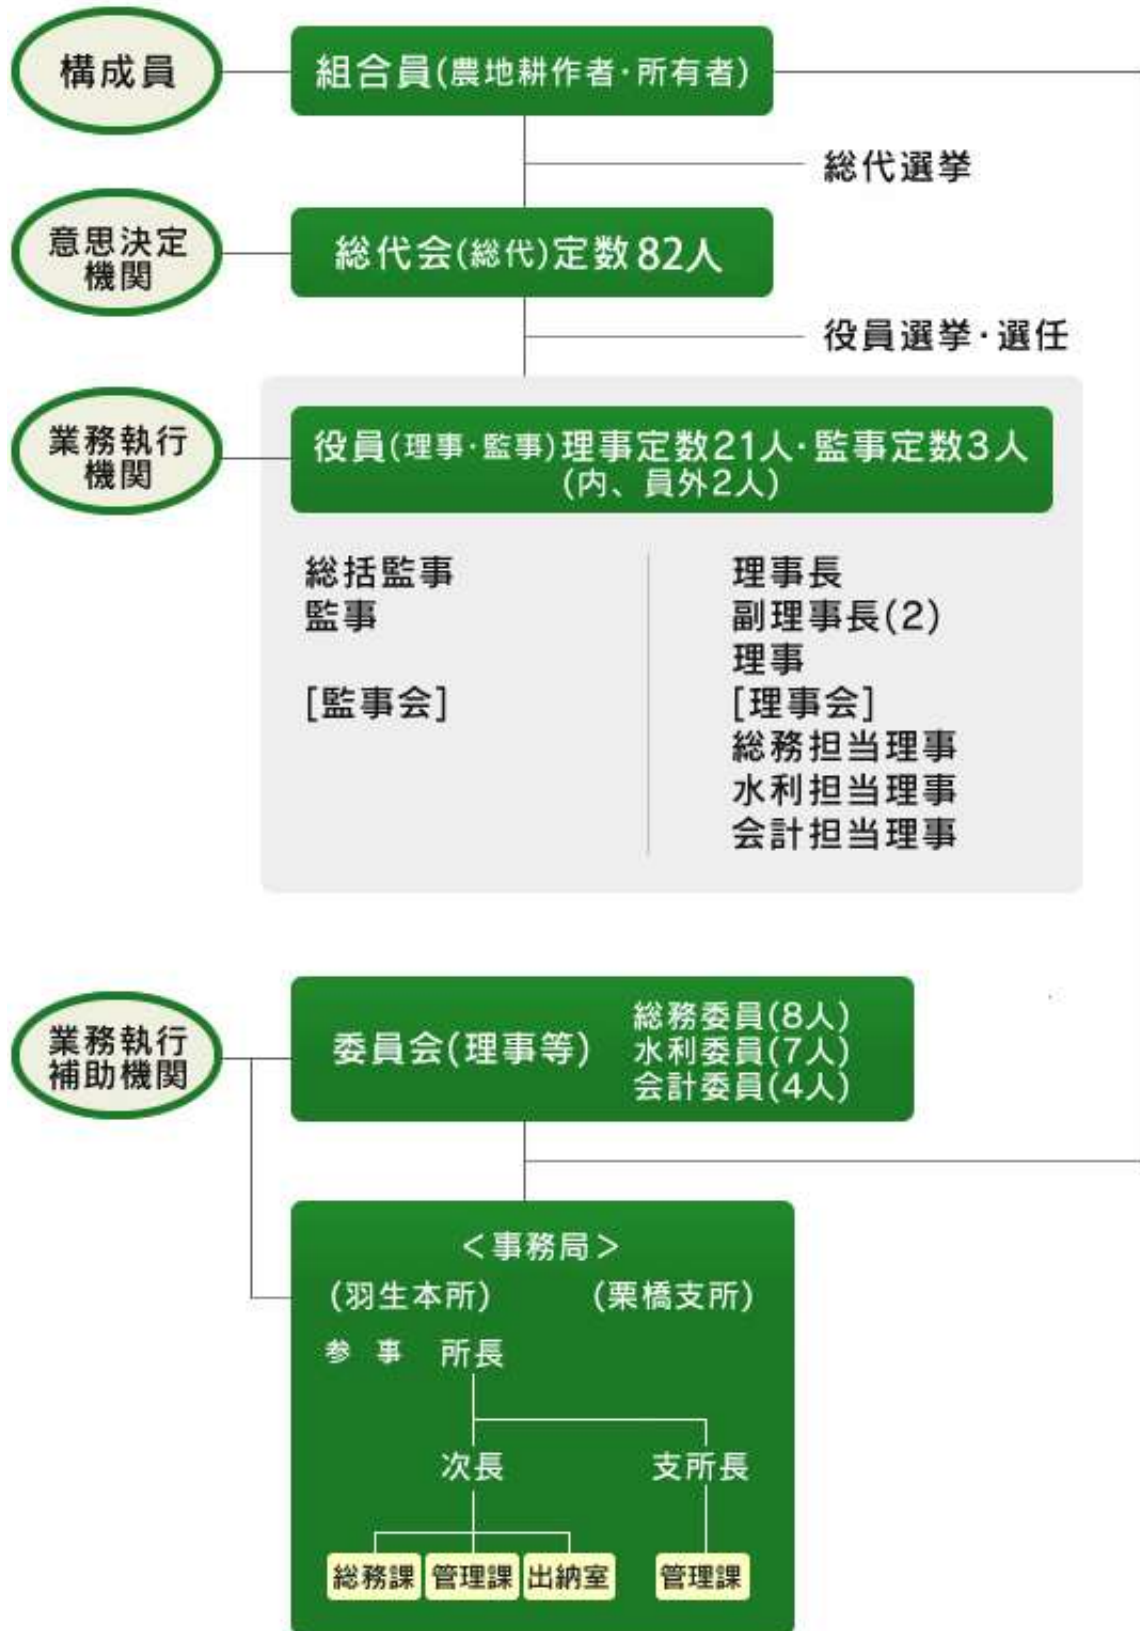 構成員
組合員(農地耕作者・所有者)
総代選挙
意思決定
機関
総代会(総代)定数82人
役員選挙・選任
業務執行
機関
役員(理事・監事)理事定数21人・監事定数3人
(内、員外2人)
総括監事
監事
[監事会]
理事長
副理事長(2)
理事
[理事会]
総務担当理事
水利担当理事
会計担当理事
業務執行
補助機関
委員会(理事等)
総務委員(8人)
水利委員(7人)
会計委員(4人)
＜事務局＞
(羽生本所) (栗橋支所)
参 事 所長
次長 支所長
総務課 管理課 出納室 管理課